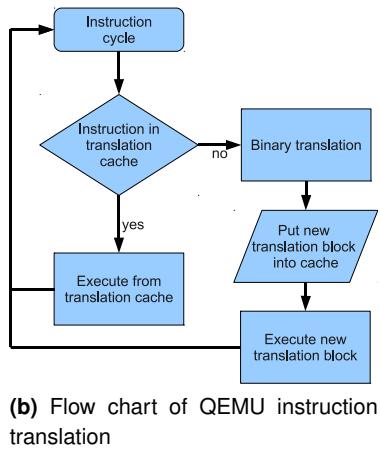 Instruction
cycle
Instruction in
translation
cache
no
Binary translation
yes
Put new
translation block
into cache
Execute from
translation cache
Execute new
translation block
(b) Flow chart of QEMU instruction
translation